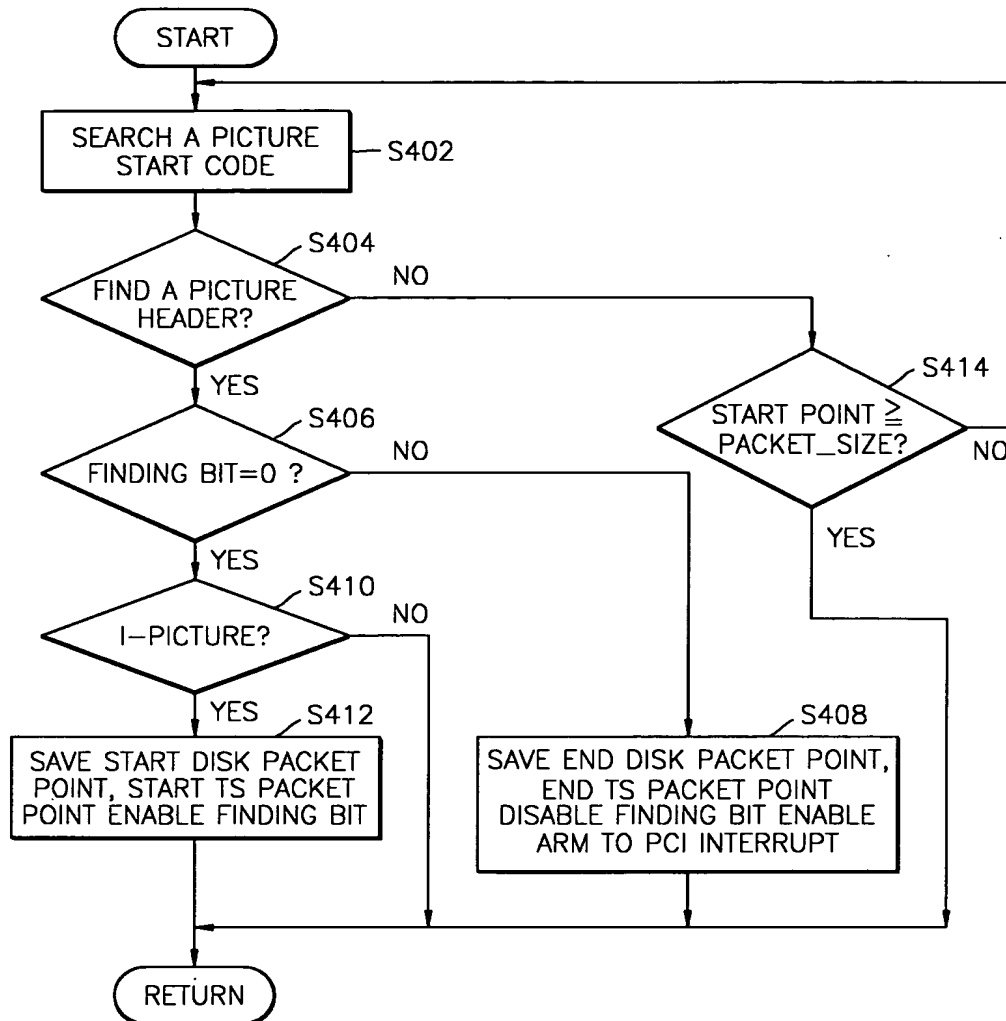 START
SEARCH A PICTURE
START CODE
S402
S404
FIND A PICTURE
HEADER?
NO
YES
S414
START POINT ≧
PACKET_SIZE?
NO
YES
S406
FINDING BIT=0 ?
NO
YES
S410
I-PICTURE?
NO
YES
S412
SAVE START DISK PACKET
POINT, START TS PACKET
POINT ENABLE FINDING BIT
S408
SAVE END DISK PACKET POINT,
END TS PACKET POINT
DISABLE FINDING BIT ENABLE
ARM TO PCI INTERRUPT
RETURN